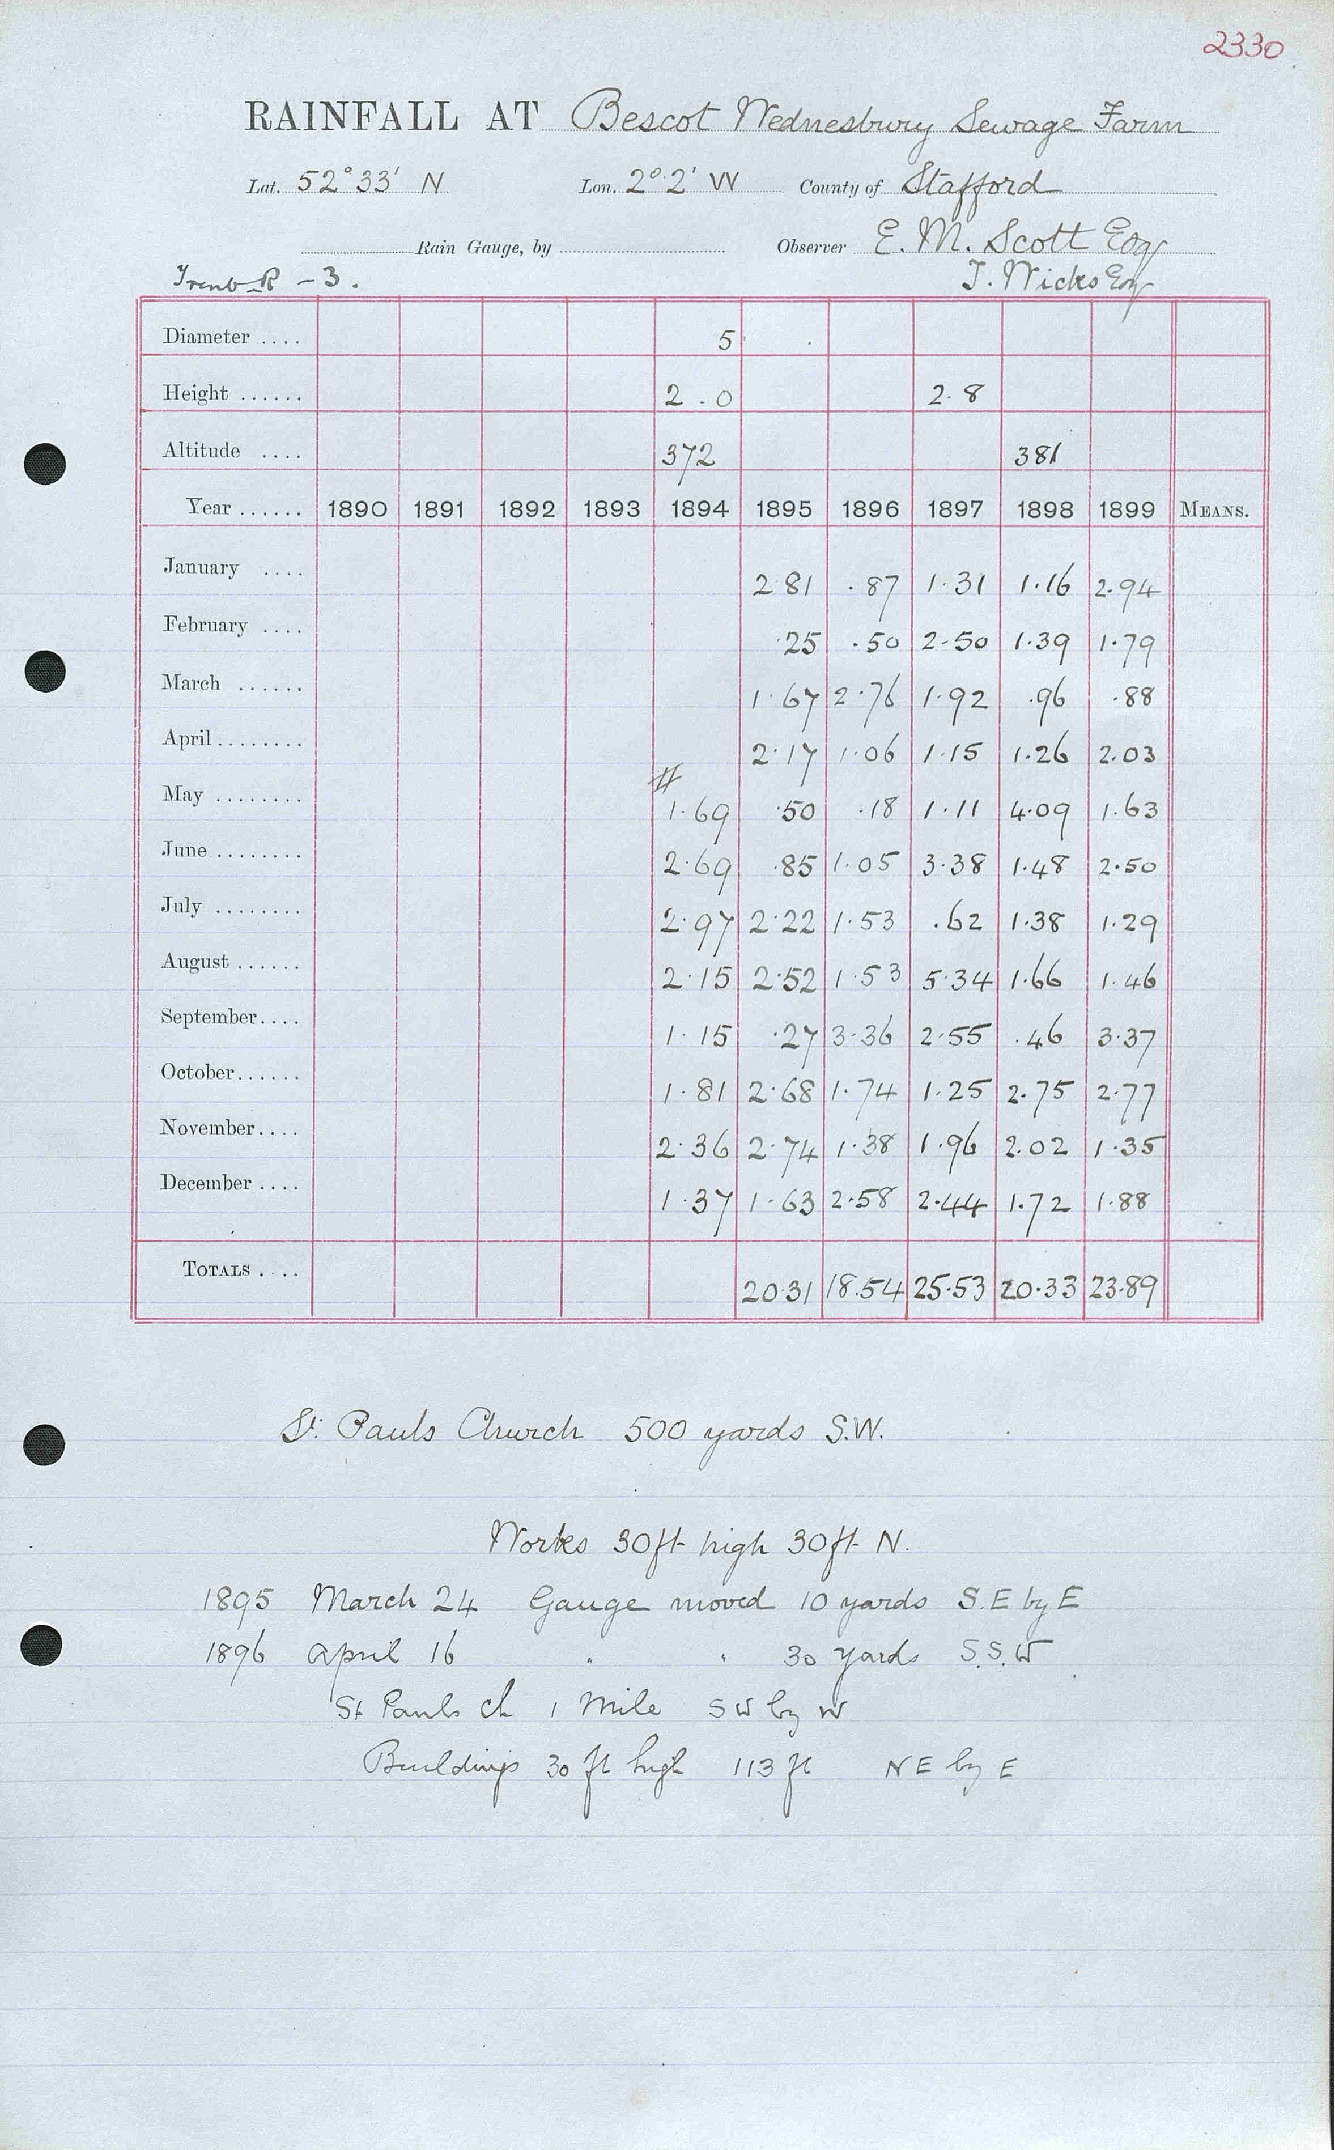 2330
RAINFALL AT Bescot Wednesbury Sewage Farm
Lat. 52°33' N Lon. 2°2' W County of Stafford
Rain Gauge, by Observer E. M. Scott Esq
Trent R - 3. T. Wicks Esq
Diameter .... 5
Height ...... 2.0 2.8
Altitude .... 372 381
Year ...... 1890 1891 1892 1893 1894 1895 1896 1897 1898 1899 MEANS.
January .... 2.81 .87 1.31 1.16 2.94
February .... .25 .50 2.50 1.39 1.79
March ...... 1.67 2.76 1.92 .96 .88
April ........ 2.17 1.06 1.15 1.26 2.03
May ........ # 1.69 .50 .18 1.11 4.09 1.63
June ........ 2.69 .85 1.05 3.38 1.48 2.50
July ........ 2.97 2.22 1.53 .62 1.38 1.29
August ...... 2.15 2.52 1.53 5.34 1.66 1.46
September.... 1.15 .27 3.36 2.55 .46 3.37
October...... 1.81 2.68 1.74 1.25 2.75 2.77
November.... 2.36 2.74 1.38 1.96 2.02 1.35
December .... 1.37 1.63 2.58 2.44 1.72 1.88
TOTALS .... 20.31 18.54 25.53 20.33 23.89
St. Pauls Church 500 yards S.W.
Works 30ft high 30ft N.
1895 March 24 Gauge moved 10 yards S.E by E
1896 April 16 " " 30 yards S.S.W
St Pauls Ch 1 Mile SW by W
Buildings 30 ft high 113 ft NE by E